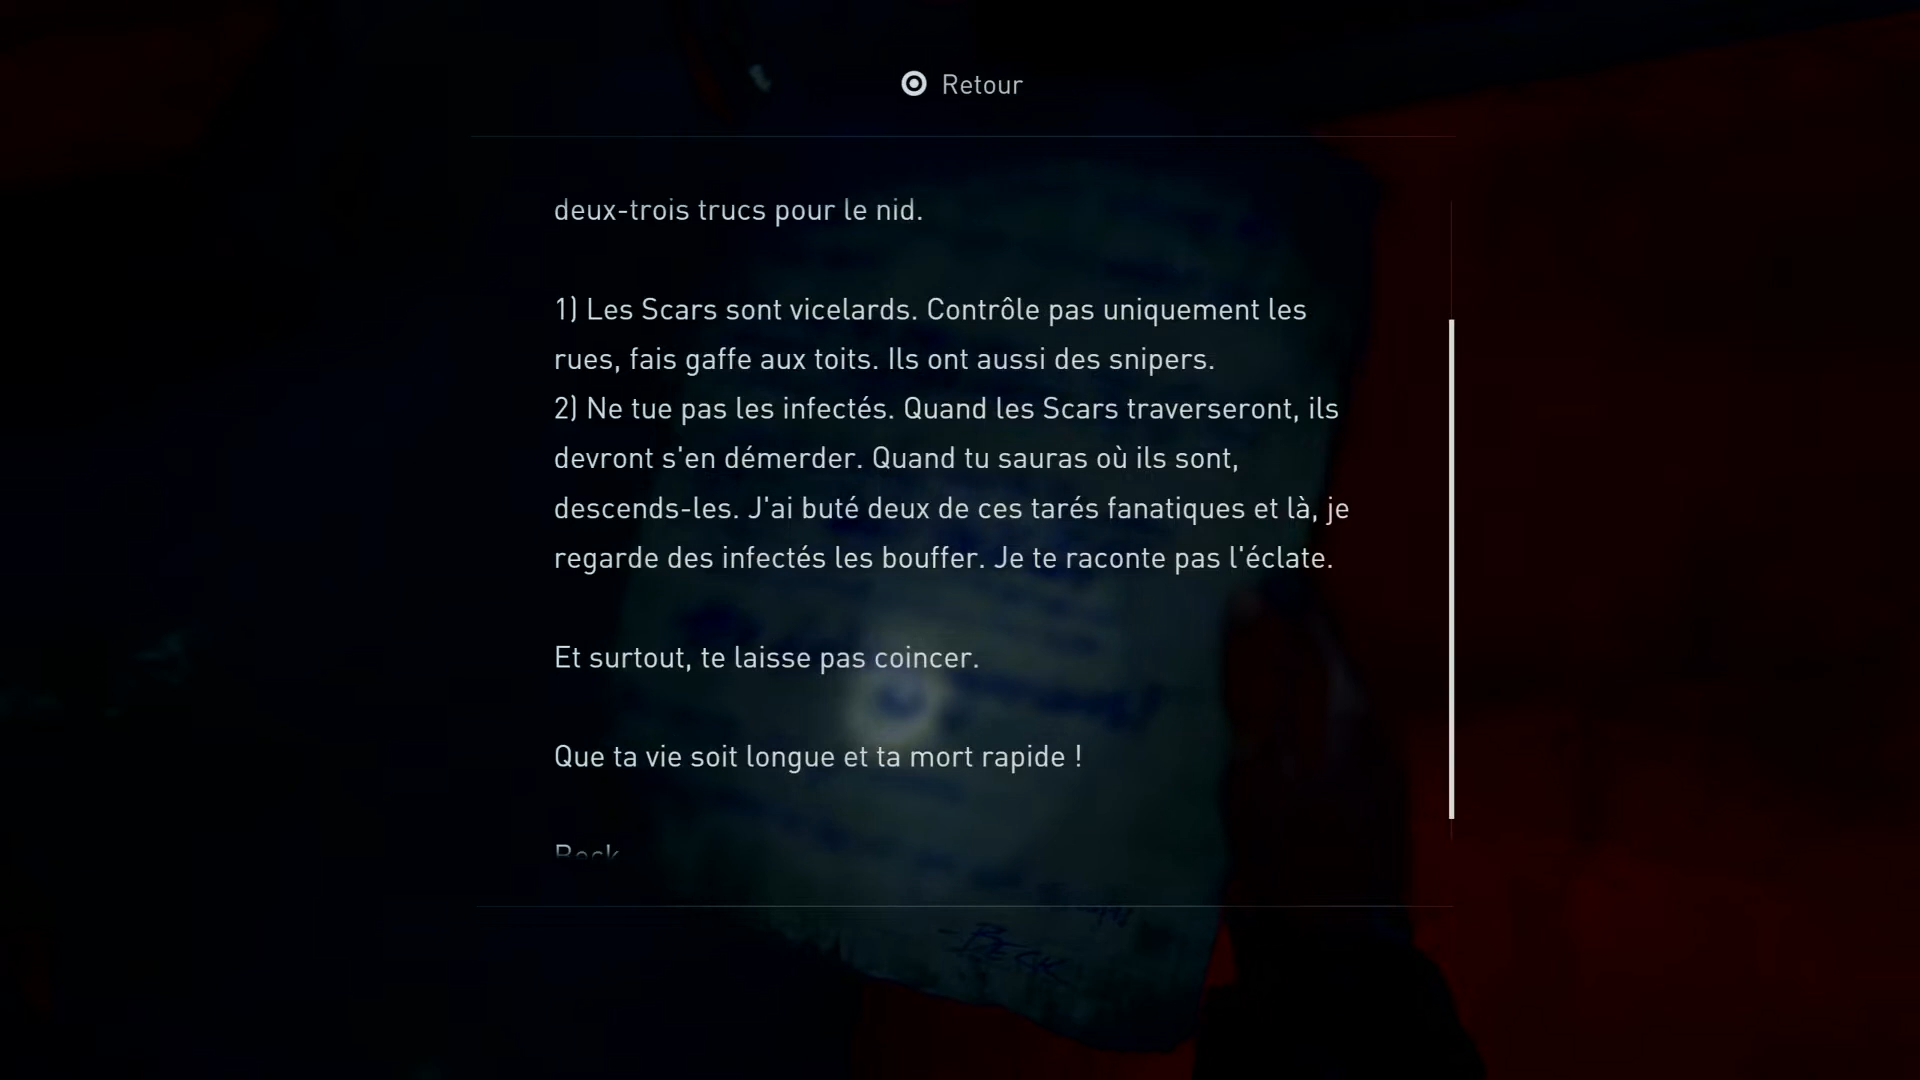 Retour
deux-trois trucs pour le nid.
1) Les Scars sont vicelards. Contrôle pas uniquement les
rues, fais gaffe aux toits. Ils ont aussi des snipers.
2) Ne tue pas les infectés. Quand les Scars traverseront, ils
devront s'en démerder. Quand tu sauras où ils sont,
descends-les. J'ai buté deux de ces tarés fanatiques et là, je
regarde des infectés les bouffer. Je te raconte pas l'éclate.
Et surtout, te laisse pas coincer.
Que ta vie soit longue et ta mort rapide !
Beck
-BECK